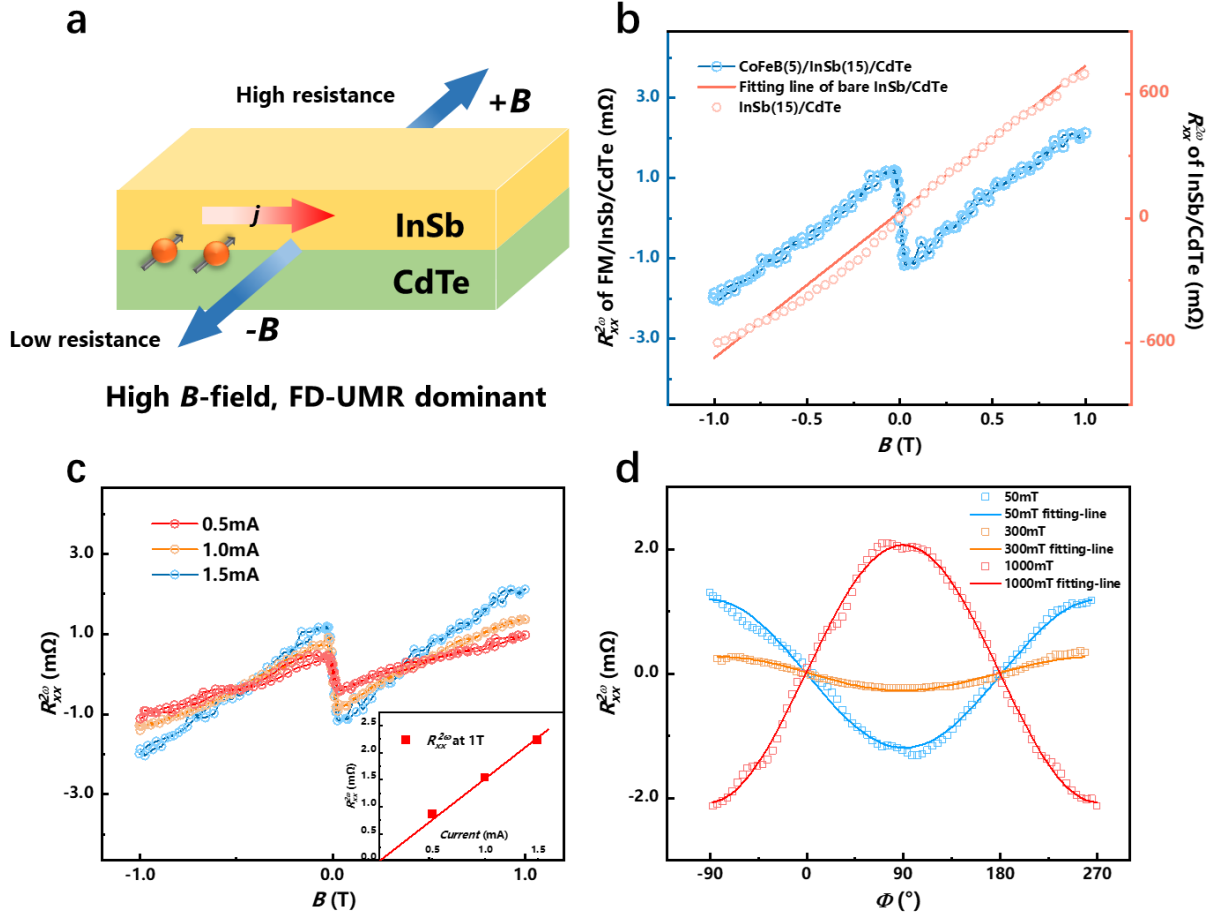 a
High resistance
+B
j
InSb
CdTe
Low resistance
-B
High B-field, FD-UMR dominant
b
CoFeB(5)/InSb(15)/CdTe
Fitting line of bare InSb/CdTe
InSb(15)/CdTe
R_xx^2ω of FM/InSb/CdTe (mΩ)
3.0
1.0
-1.0
-3.0
600
0
-600
R_xx^2ω of InSb/CdTe (mΩ)
-1.0
-0.5
0.0
0.5
1.0
B (T)
c
0.5mA
1.0mA
1.5mA
R_xx^2ω (mΩ)
3.0
1.0
-1.0
-3.0
R_xx^2ω at 1T
R_xx^2ω (mΩ)
2.5
2.0
1.5
1.0
0.5
0.0
Current (mA)
0.5
1.0
1.5
-1.0
0.0
1.0
B (T)
d
50mT
50mT fitting-line
300mT
300mT fitting-line
1000mT
1000mT fitting-line
R_xx^2ω (mΩ)
2.0
0.0
-2.0
-90
0
90
180
270
Φ (°)